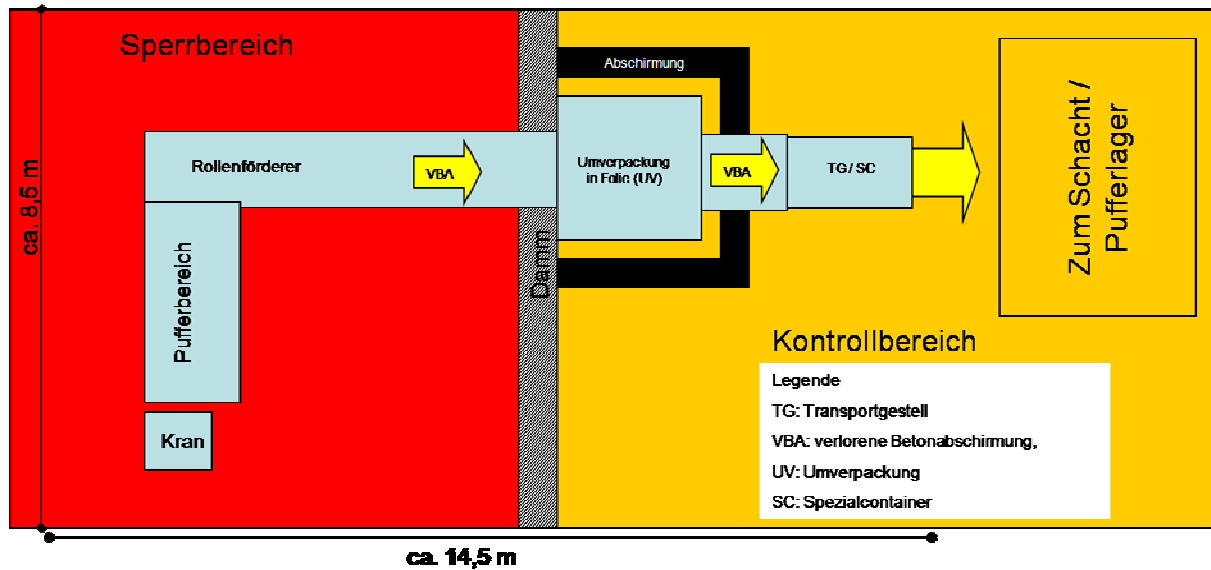 Sperrbereich
Abschirmung
Rollenförderer
VBA
Umverpackung
in Folie (UV)
VBA
TG / SC
Zum Schacht /
Pufferlager
ca. 8,5 m
Pufferbereich
Damm
Kran
Kontrollbereich
Legende
TG: Transportgestell
VBA: verlorene Betonabschirmung,
UV: Umverpackung
SC: Spezialcontainer
ca. 14,5 m